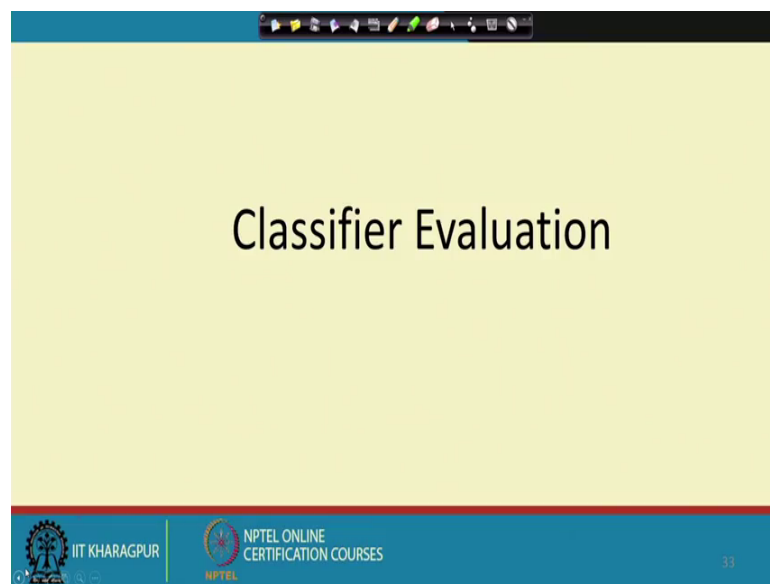 Classifier Evaluation
IIT KHARAGPUR
NPTEL ONLINE
CERTIFICATION COURSES
NPTEL
33